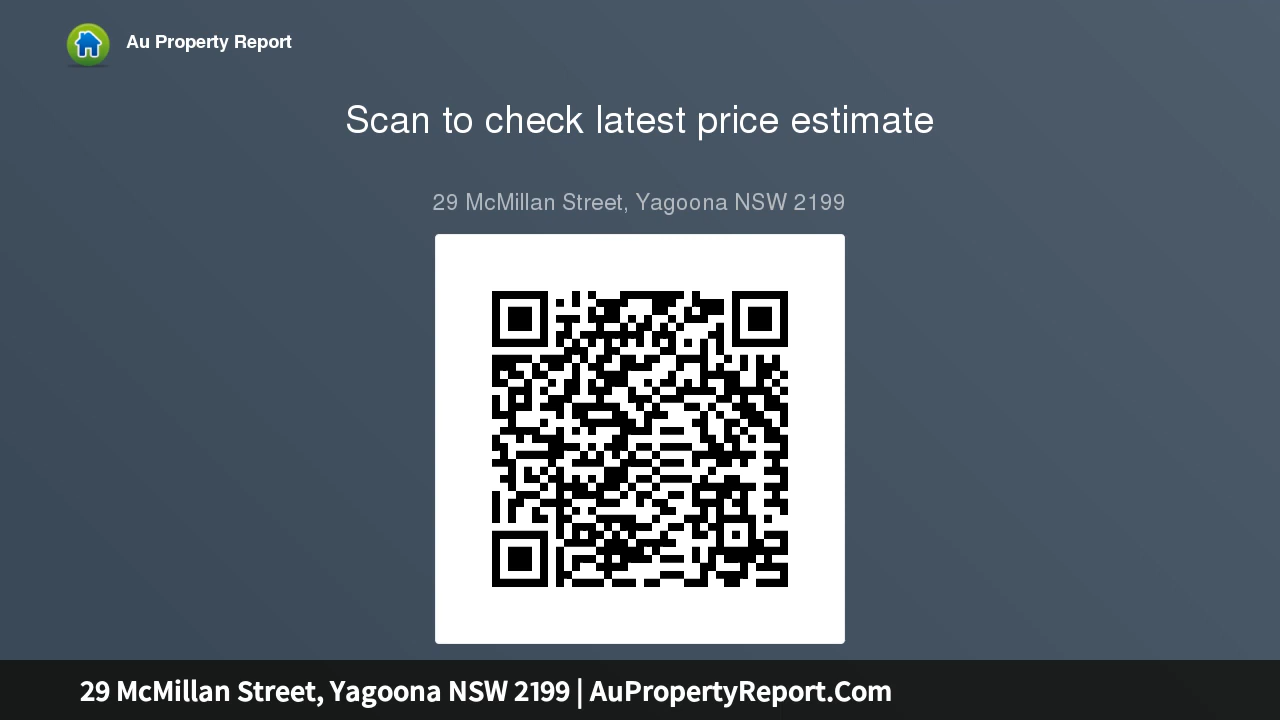 Au Property Report
Scan to check latest price estimate
29 McMillan Street, Yagoona NSW 2199
29 McMillan Street, Yagoona NSW 2199 | AuPropertyReport.Com